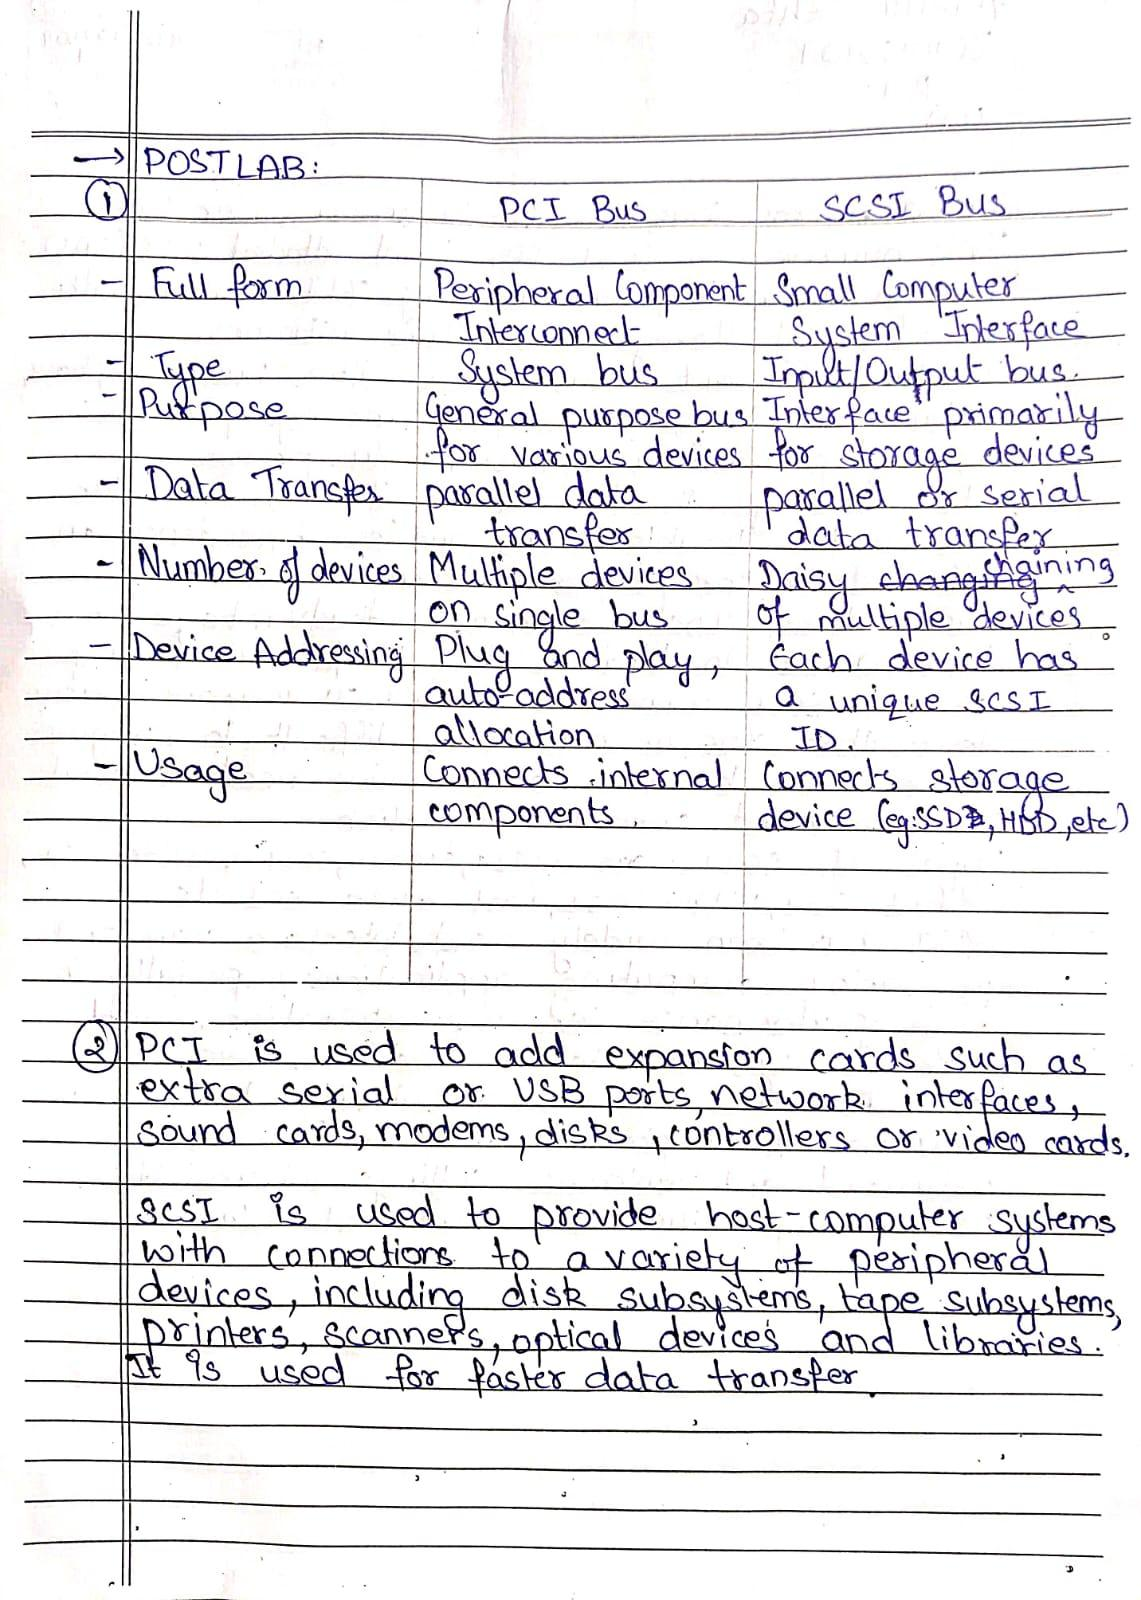 → POSTLAB:
① PCI Bus SCSI Bus
- Full form Peripheral Component Small Computer
Interconnect System Interface
- Type System bus Input/Output bus.
- Purpose General purpose bus Interface primarily
for various devices for storage devices
- Data Transfer parallel data parallel or serial
transfer data transfer
- Number of devices Multiple devices Daisy changing chaining
on single bus of multiple devices
- Device Addressing Plug and play, Each device has
auto-address a unique SCSI
allocation ID.
- Usage Connects internal Connects storage
components. device (eg:SSD, HDD, etc)
② PCI is used to add expansion cards such as
extra serial or USB ports, network interfaces,
sound cards, modems, disks, controllers or video cards.
SCSI is used to provide host-computer systems
with connections to a variety of peripheral
devices, including disk subsystems, tape subsystems,
printers, scanners, optical devices and libraries.
It is used for faster data transfer.